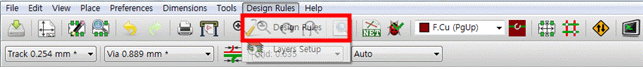 Edit View Place Preferences Dimensions Tools Design Rules Help
Design Rules
NET
F.Cu (PgUp)
Layers Setup
Track 0.254 mm *
Via 0.889 mm *
Auto